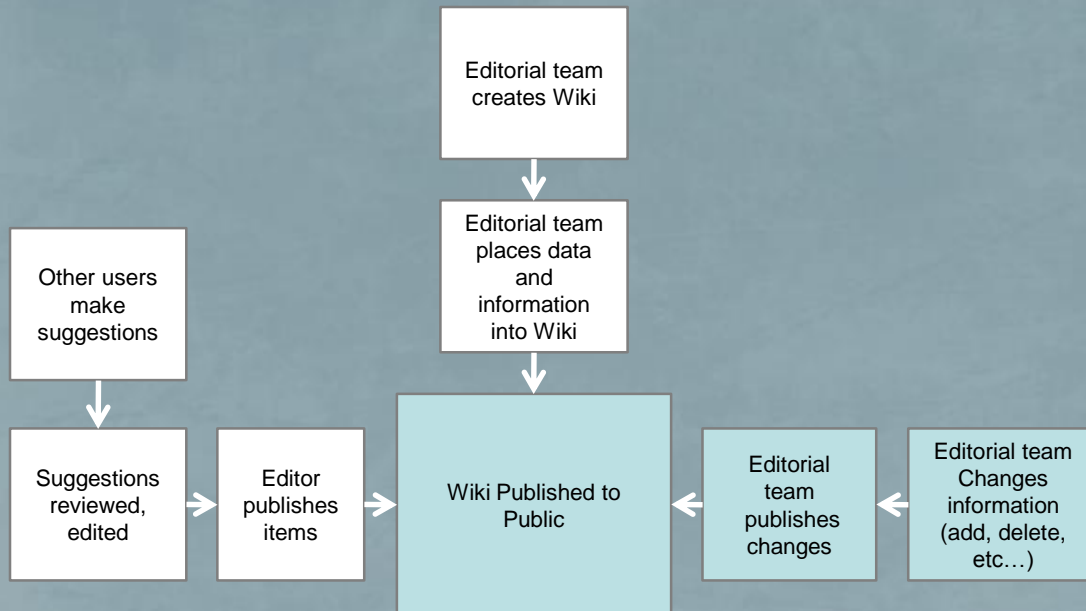 Editorial team
creates Wiki
Editorial team
places data
and
information
into Wiki
Other users
make
suggestions
Suggestions
reviewed,
edited
Editor
publishes
items
Wiki Published to
Public
Editorial
team
publishes
changes
Editorial team
Changes
information
(add, delete,
etc…)